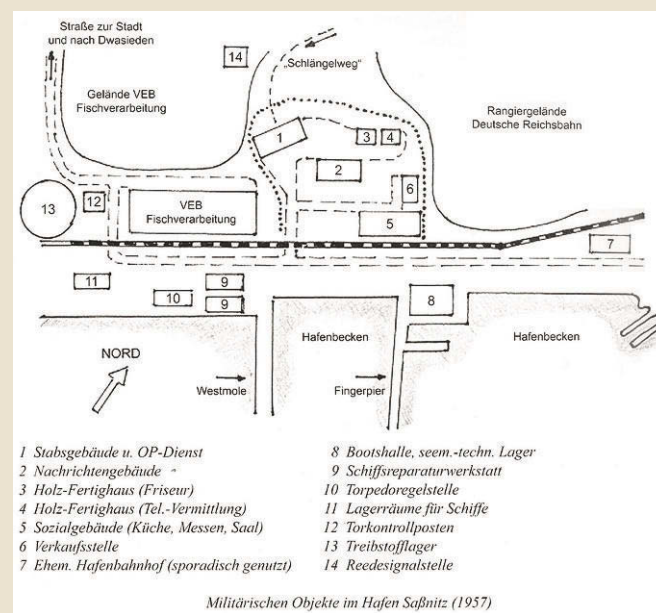 Straße zur Stadt
und nach Dwasieden
14
„Schlängelweg“
Gelände VEB
Fischverarbeitung
Rangiergelände
Deutsche Reichsbahn
1
3
4
2
6
13
12
VEB
Fischverarbeitung
5
7
11
9
10
9
8
Hafenbecken
Hafenbecken
NORD
Westmole
Fingerpier
1 Stabsgebäude u. OP-Dienst
2 Nachrichtengebäude
3 Holz-Fertighaus (Friseur)
4 Holz-Fertighaus (Tel.-Vermittlung)
5 Sozialgebäude (Küche, Messen, Saal)
6 Verkaufsstelle
7 Ehem. Hafenbahnhof (sporadisch genutzt)
8 Bootshalle, seem.-techn. Lager
9 Schiffsreparaturwerkstatt
10 Torpedoregelstelle
11 Lagerräume für Schiffe
12 Torkontrollposten
13 Treibstofflager
14 Reedesignalstelle
Militärischen Objekte im Hafen Saßnitz (1957)